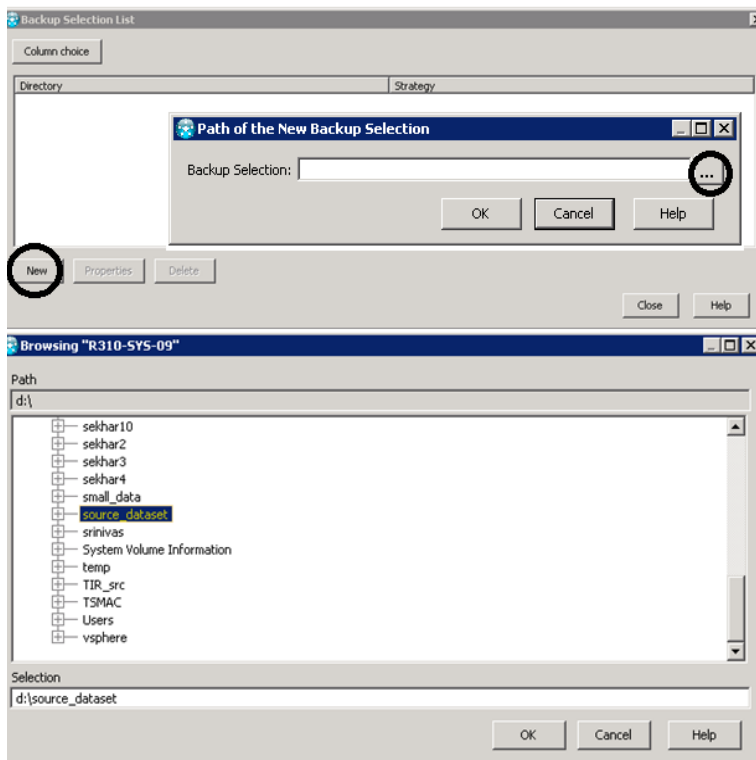 Backup Selection List
Column choice
Directory Strategy
Path of the New Backup Selection
Backup Selection: ...
OK Cancel Help
New Properties Delete
Close Help
Browsing "R310-SYS-09"
Path
d:\
sekhar10
sekhar2
sekhar3
sekhar4
small_data
source_dataset
srinivas
System Volume Information
temp
TIR_src
TSMAC
Users
vsphere
Selection
d:\source_dataset
OK Cancel Help